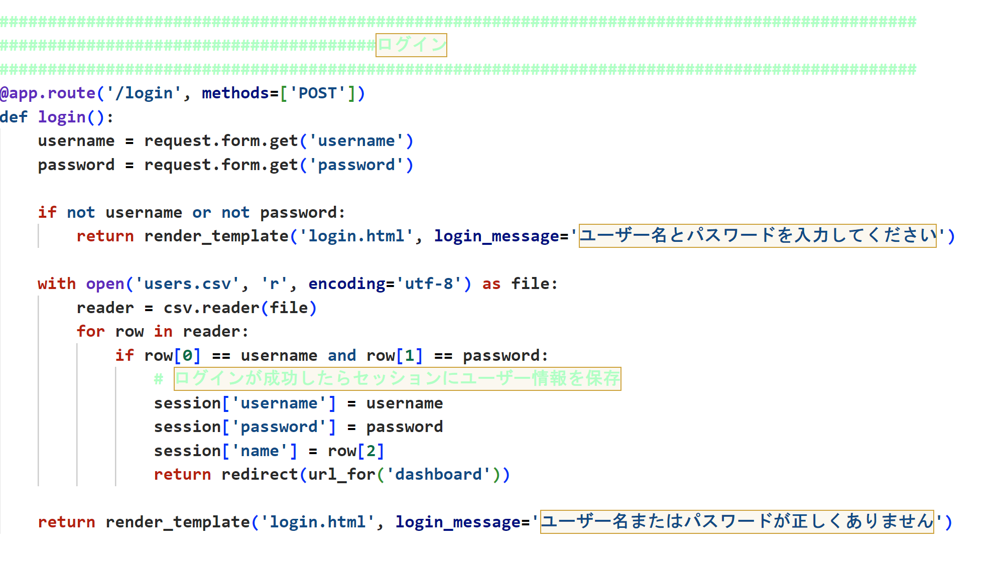 ###############################################################################################
#######################################ログイン
###############################################################################################
@app.route('/login', methods=['POST'])
def login():
    username = request.form.get('username')
    password = request.form.get('password')

    if not username or not password:
        return render_template('login.html', login_message='ユーザー名とパスワードを入力してください')

    with open('users.csv', 'r', encoding='utf-8') as file:
        reader = csv.reader(file)
        for row in reader:
            if row[0] == username and row[1] == password:
                # ログインが成功したらセッションにユーザー情報を保存
                session['username'] = username
                session['password'] = password
                session['name'] = row[2]
                return redirect(url_for('dashboard'))

    return render_template('login.html', login_message='ユーザー名またはパスワードが正しくありません')